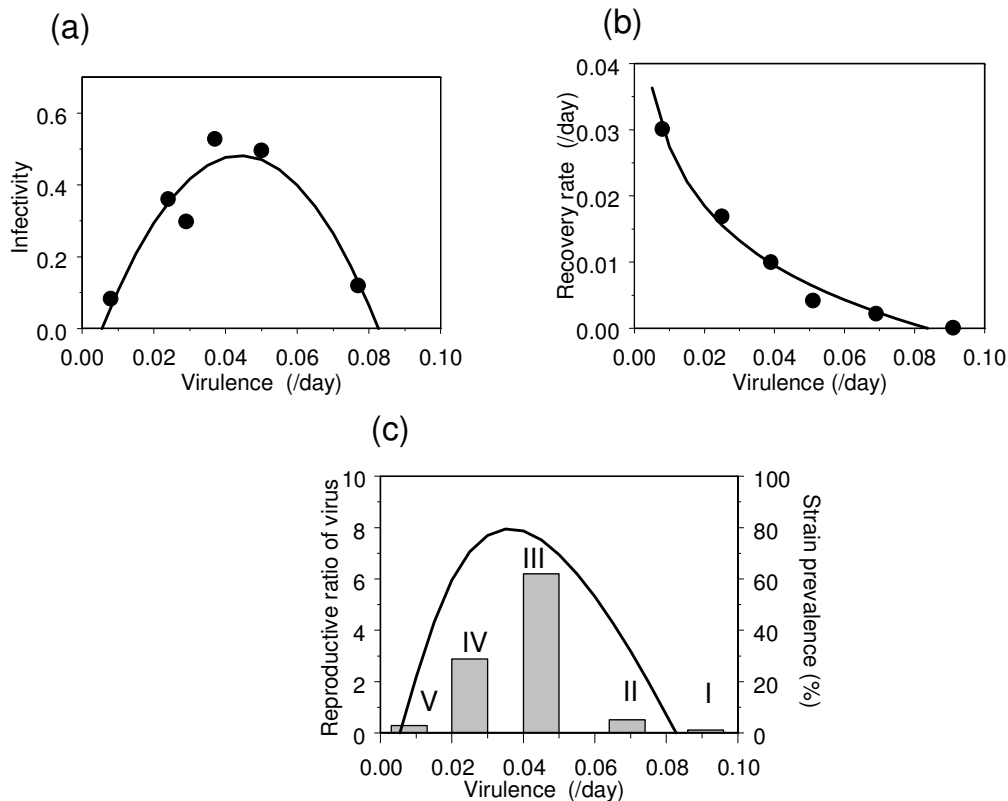 (a)
Infectivity
0.6
0.4
0.2
0.0
0.00 0.02 0.04 0.06 0.08 0.10
Virulence (/day)
(b)
Recovery rate (/day)
0.04
0.03
0.02
0.01
0.00
0.00 0.02 0.04 0.06 0.08 0.10
Virulence (/day)
(c)
Reproductive ratio of virus
10
8
6
4
2
0
V
IV
III
II
I
100
80
60
40
20
0
Strain prevalence (%)
0.00 0.02 0.04 0.06 0.08 0.10
Virulence (/day)